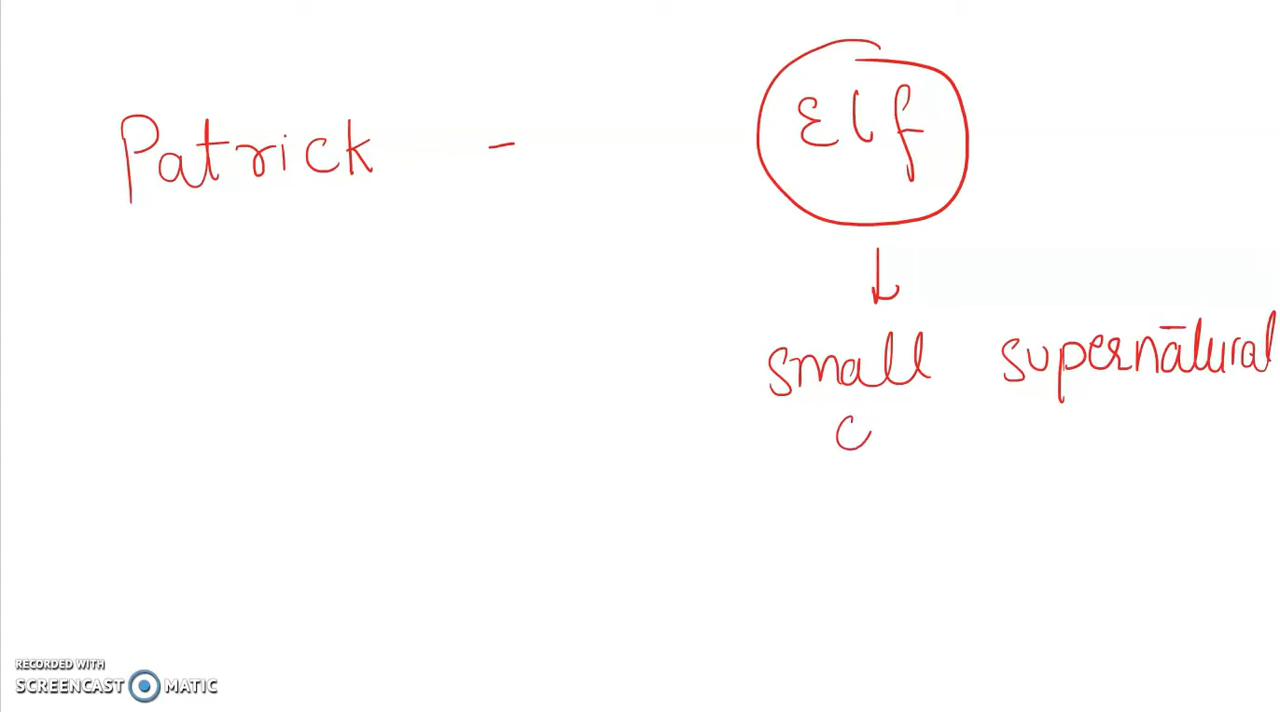 Patrick - Elf
small supernatural
c
RECORDED WITH
SCREENCAST MATIC